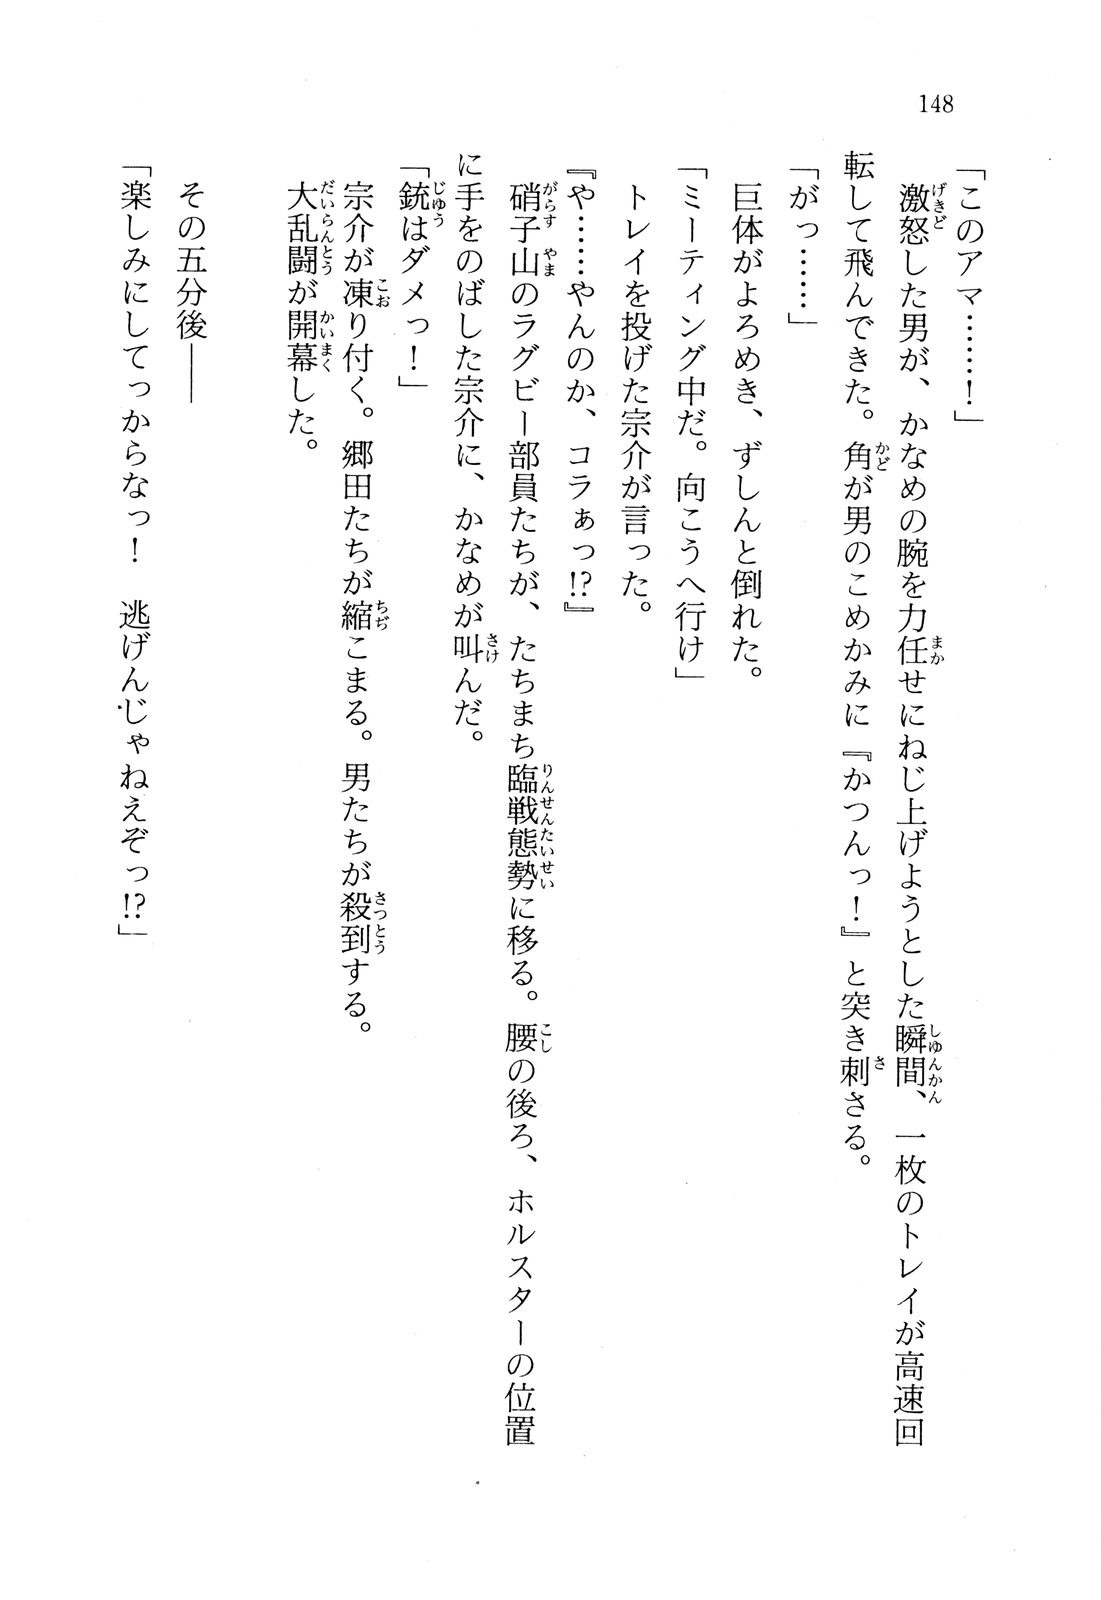 148
「このアマ……！」
激怒した男が、かなめの腕を力任せにねじ上げようとした瞬間、一枚のトレイが高速回
転して飛んできた。角が男のこめかみに『かつんっ！』と突き刺さる。
「がっ……」
巨体がよろめき、ずしんと倒れた。
「ミーティング中だ。向こうへ行け」
トレイを投げた宗介が言った。
『や……やんのか、コラぁっ!?』
硝子山のラグビー部員たちが、たちまち臨戦態勢に移る。腰の後ろ、ホルスターの位置
に手をのばした宗介に、かなめが叫んだ。
「銃はダメっ！」
宗介が凍り付く。郷田たちが縮こまる。男たちが殺到する。
大乱闘が開幕した。
その五分後――
「楽しみにしてっからなっ！　逃げんじゃねえぞっ!?」